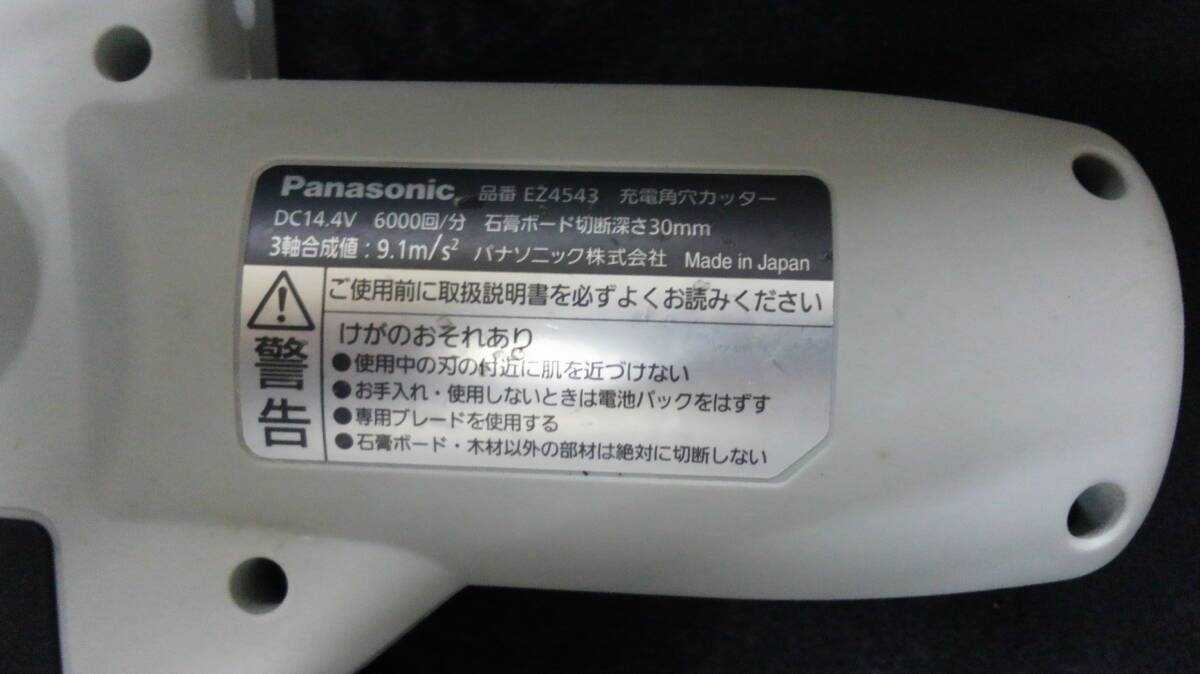 Panasonic 品番 EZ4543 充電角穴カッター
DC14.4V 6000回/分 石膏ボード切断深さ30mm
3軸合成値：9.1m/s² パナソニック株式会社 Made in Japan
警告
ご使用前に取扱説明書を必ずよくお読みください
けがのおそれあり
●使用中の刃の付近に肌を近づけない
●お手入れ・使用しないときは電池パックをはずす
●専用ブレードを使用する
●石膏ボード・木材以外の部材は絶対に切断しない